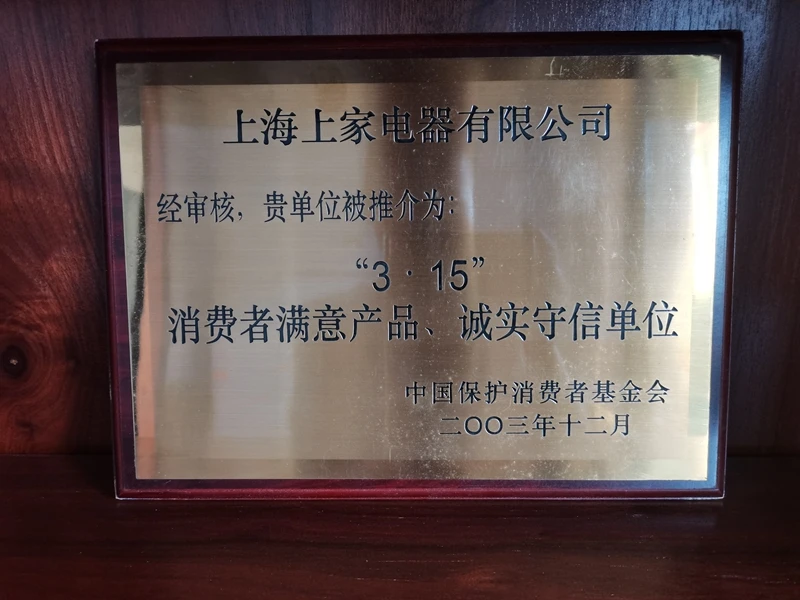 上海上家电器有限公司
经审核，贵单位被推介为：
“3·15”
消费者满意产品、诚实守信单位
中国保护消费者基金会
二OO三年十二月